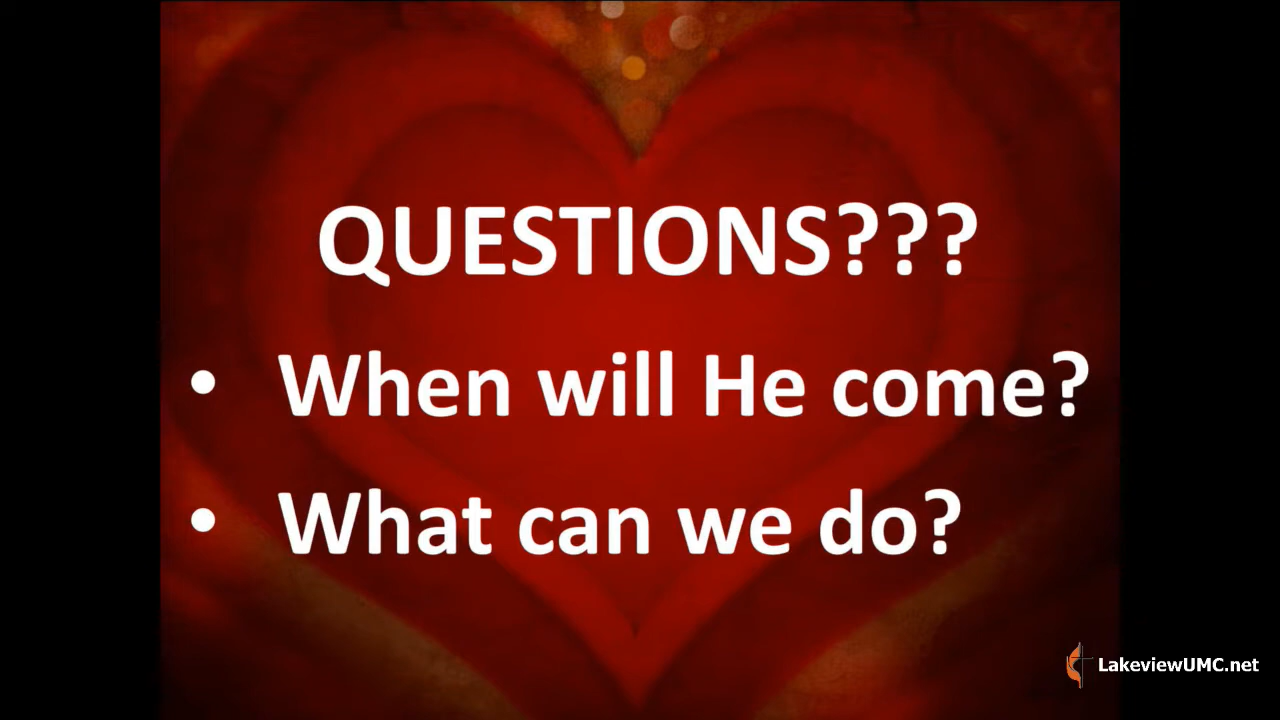 QUESTIONS???
• When will He come?
• What can we do?
LakeviewUMC.net